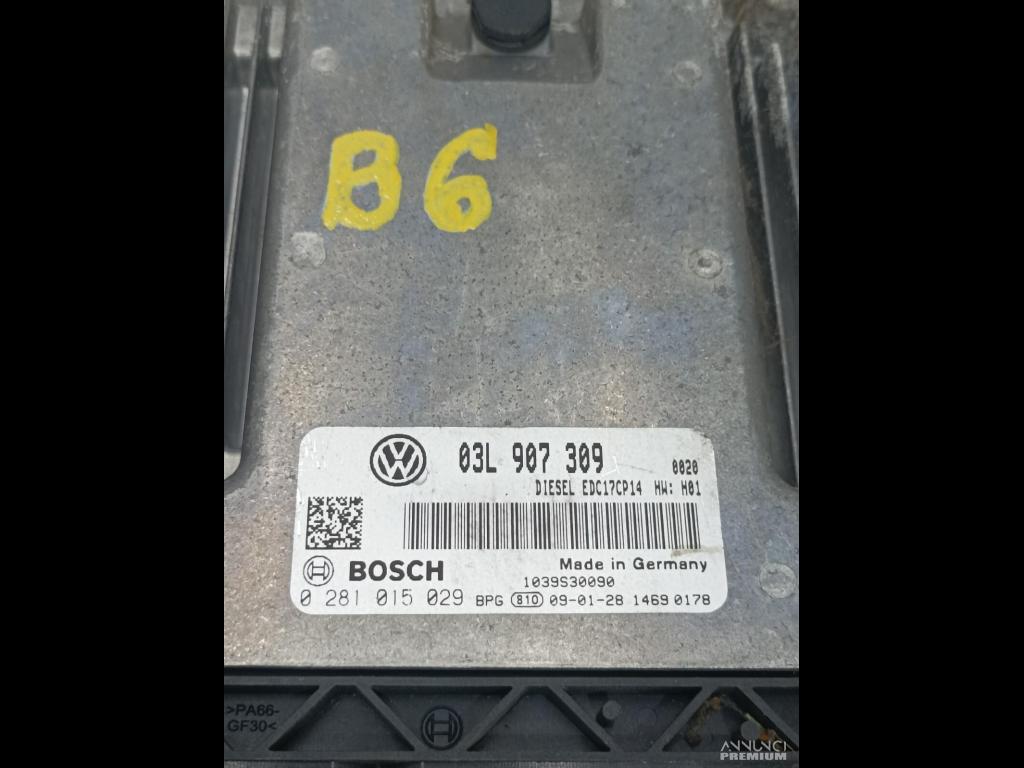 B6
VW 03L 907 309
0020
DIESEL EDC17CP14 HW: H01
Made in Germany
BOSCH
1039S30090
0 281 015 029 BPG 810 09-01-28 1469 0178
>PA66-
GF30<
ANNUNCI
PREMIUM